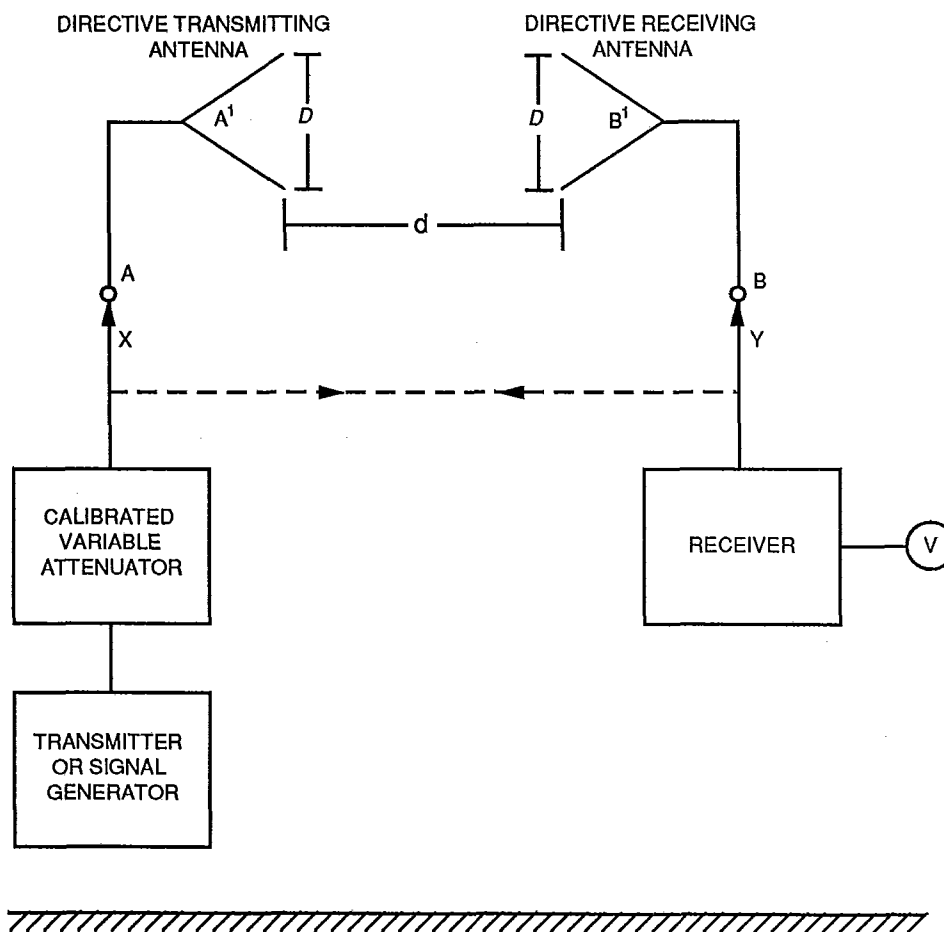 DIRECTIVE TRANSMITTING
ANTENNA
DIRECTIVE RECEIVING
ANTENNA
A¹
D
D
B¹
d
A
B
X
Y
CALIBRATED
VARIABLE
ATTENUATOR
RECEIVER
V
TRANSMITTER
OR SIGNAL
GENERATOR